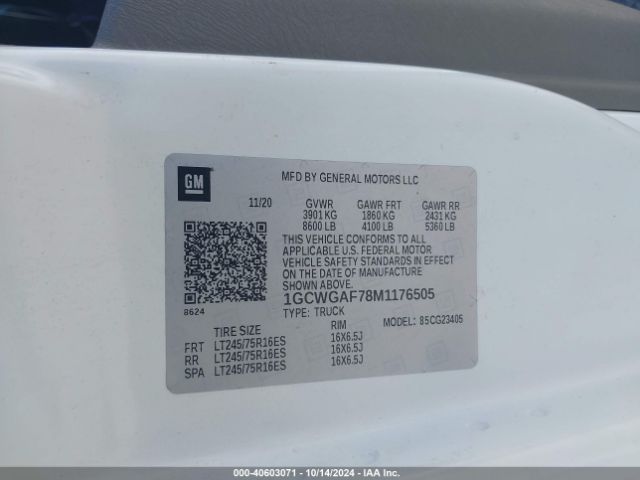 GM
MFD BY GENERAL MOTORS LLC
11/20 GVWR GAWR FRT GAWR RR
3901 KG 1860 KG 2431 KG
8600 LB 4100 LB 5360 LB
THIS VEHICLE CONFORMS TO ALL
APPLICABLE U.S. FEDERAL MOTOR
VEHICLE SAFETY STANDARDS IN EFFECT
ON THE DATE OF MANUFACTURE
SHOWN ABOVE.
8624
1GCWGAF78M1176505
TYPE: TRUCK MODEL: 85CG23405
TIRE SIZE RIM
FRT LT245/75R16ES 16X6.5J
RR LT245/75R16ES 16X6.5J
SPA LT245/75R16ES 16X6.5J
000-40603071 | 10/14/2024 | IAA Inc.